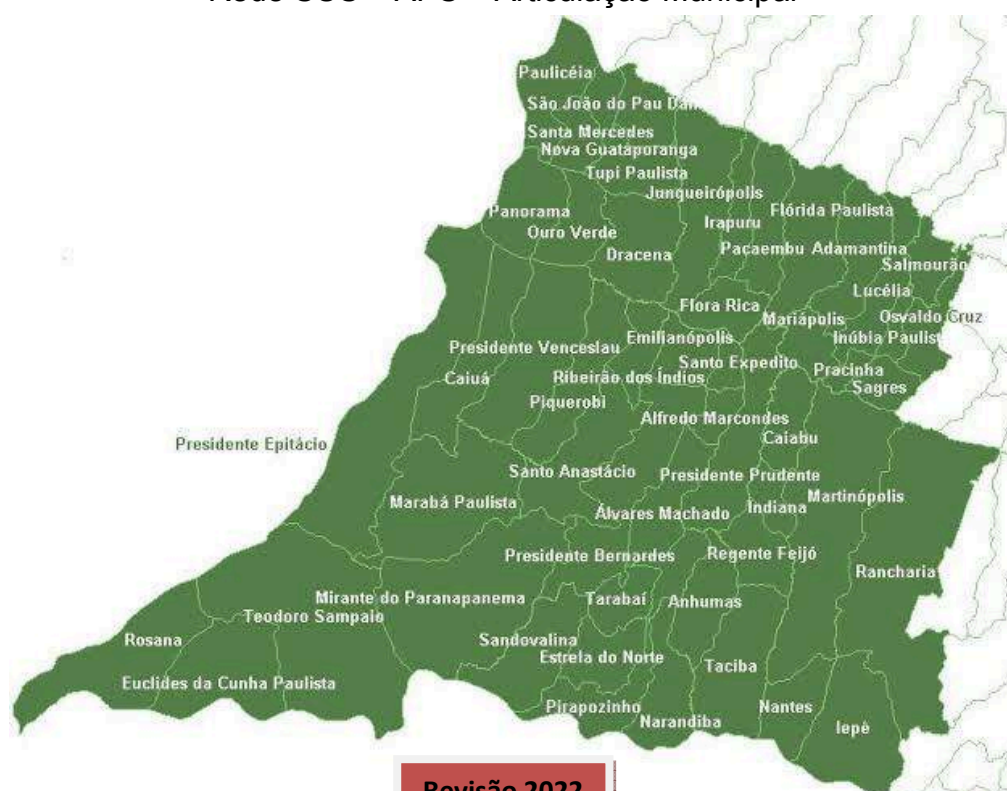 Articulação Municipal
Paulicéia
São João do Pau D
Santa Mercedes
Nova Guataporanga
Tupi Paulista
Junqueirópolis
Panorama
Flórida Paulista
Irapuru
Ouro Verde
Pacaembu Adamantina
Dracena
Salmourão
Lucélia
Flora Rica
Mariápolis
Osvaldo Cruz
Emilianópolis
Inúbia Paulist
Presidente Venceslau
Santo Expedito
Pracinha
Caiuá
Ribeirão dos Índios
Sagres
Piquerobi
Alfredo Marcondes
Caiabu
Presidente Epitácio
Santo Anastácio
Presidente Prudente
Marabá Paulista
Martinópolis
Álvares Machado
Indiana
Presidente Bernardes
Regente Feijó
Rancharia
Mirante do Paranapanema
Tarabaí
Anhumas
Teodoro Sampaio
Rosana
Sandovalina
Estrela do Norte
Taciba
Euclides da Cunha Paulista
Pirapozinho
Nantes
Narandiba
Iepê
Revisão 2022